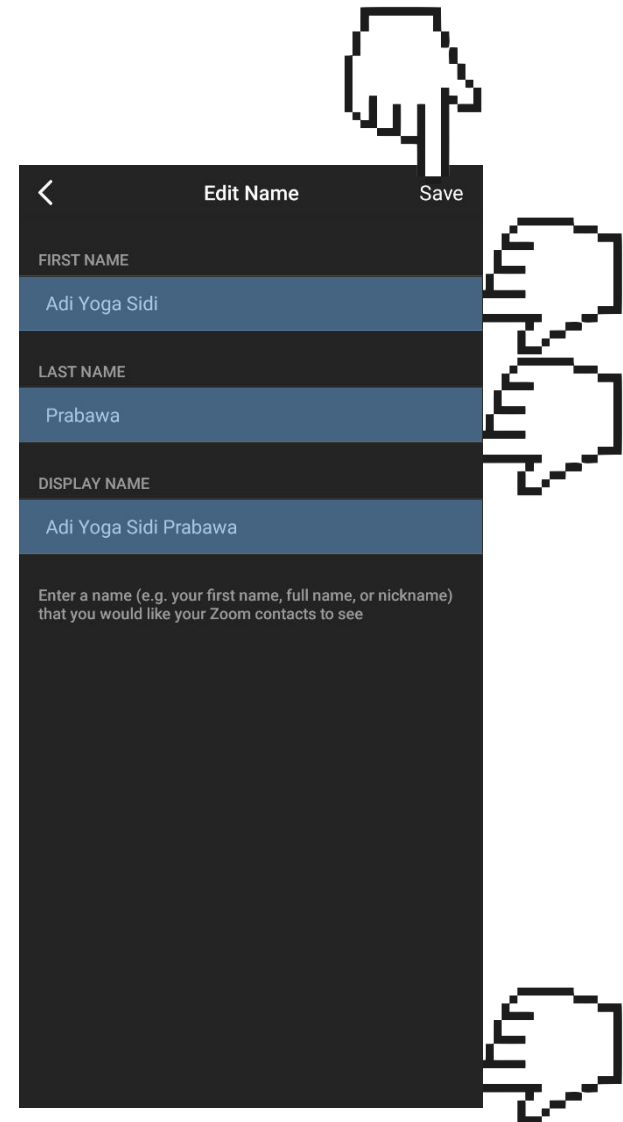 Edit Name
Save
FIRST NAME
Adi Yoga Sidi
LAST NAME
Prabawa
DISPLAY NAME
Adi Yoga Sidi Prabawa
Enter a name (e.g. your first name, full name, or nickname)
that you would like your Zoom contacts to see